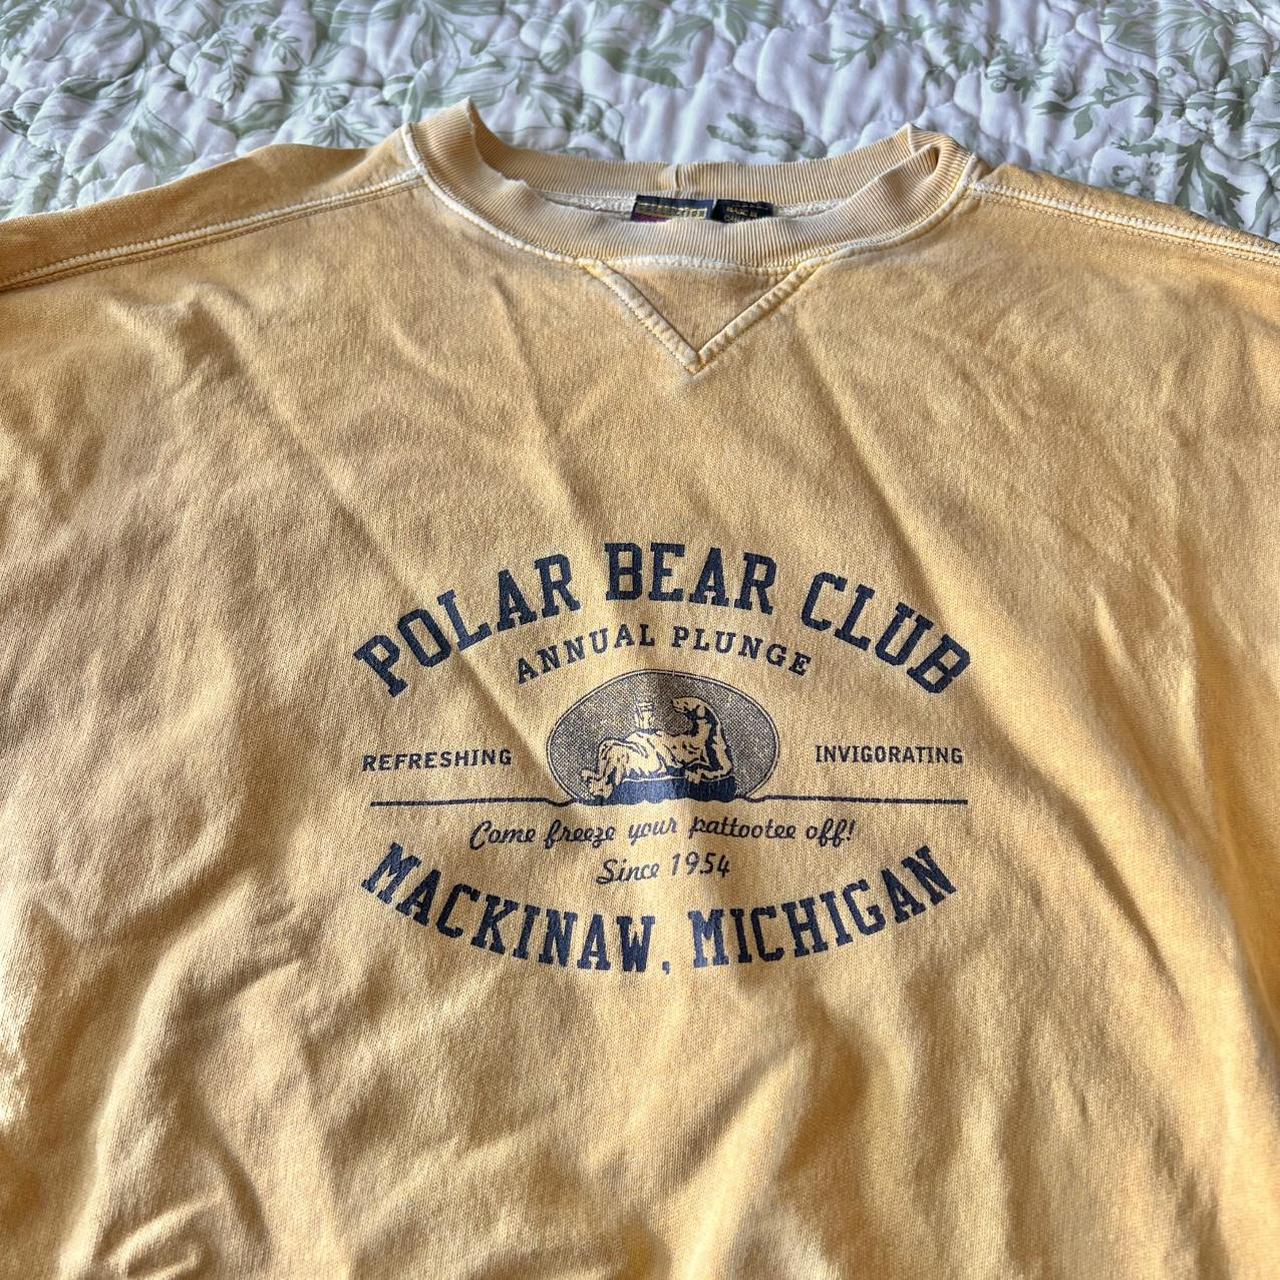 POLAR BEAR CLUB
ANNUAL PLUNGE
REFRESHING INVIGORATING
Come freeze your pattootee off!
Since 1954
MACKINAW, MICHIGAN